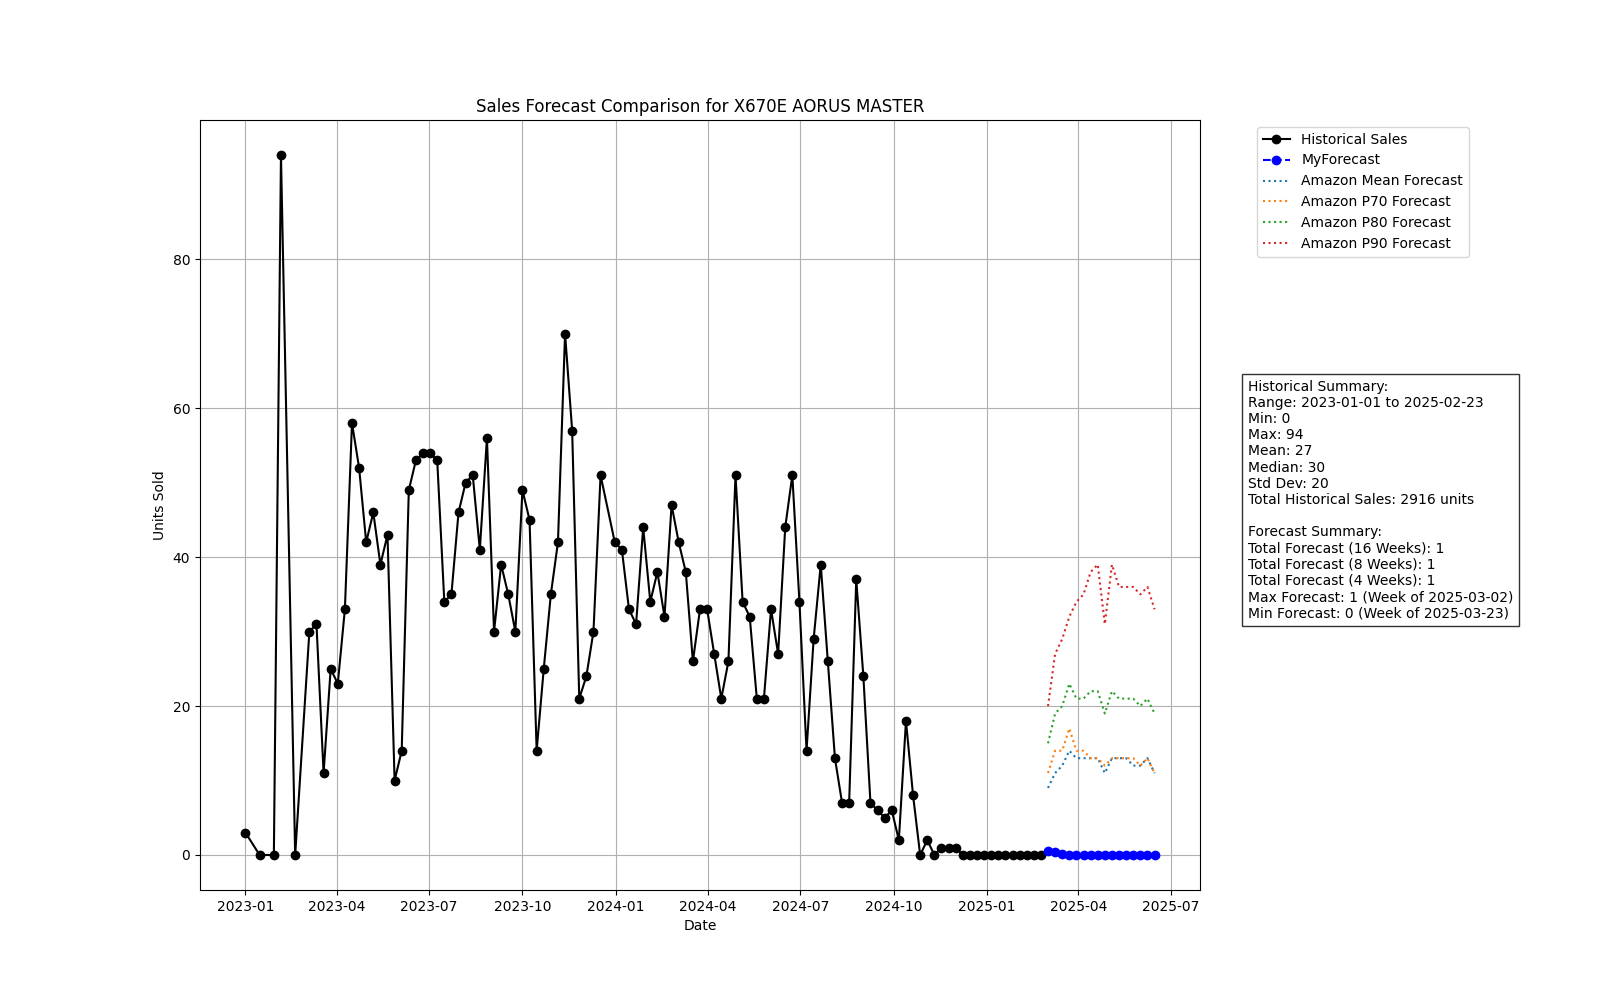 Sales Forecast Comparison for X670E AORUS MASTER
Units Sold
80
60
40
20
0
2023-01 2023-04 2023-07 2023-10 2024-01 2024-04 2024-07 2024-10 2025-01 2025-04 2025-07
Date
Historical Sales
MyForecast
Amazon Mean Forecast
Amazon P70 Forecast
Amazon P80 Forecast
Amazon P90 Forecast
Historical Summary:
Range: 2023-01-01 to 2025-02-23
Min: 0
Max: 94
Mean: 27
Median: 30
Std Dev: 20
Total Historical Sales: 2916 units
Forecast Summary:
Total Forecast (16 Weeks): 1
Total Forecast (8 Weeks): 1
Total Forecast (4 Weeks): 1
Max Forecast: 1 (Week of 2025-03-02)
Min Forecast: 0 (Week of 2025-03-23)